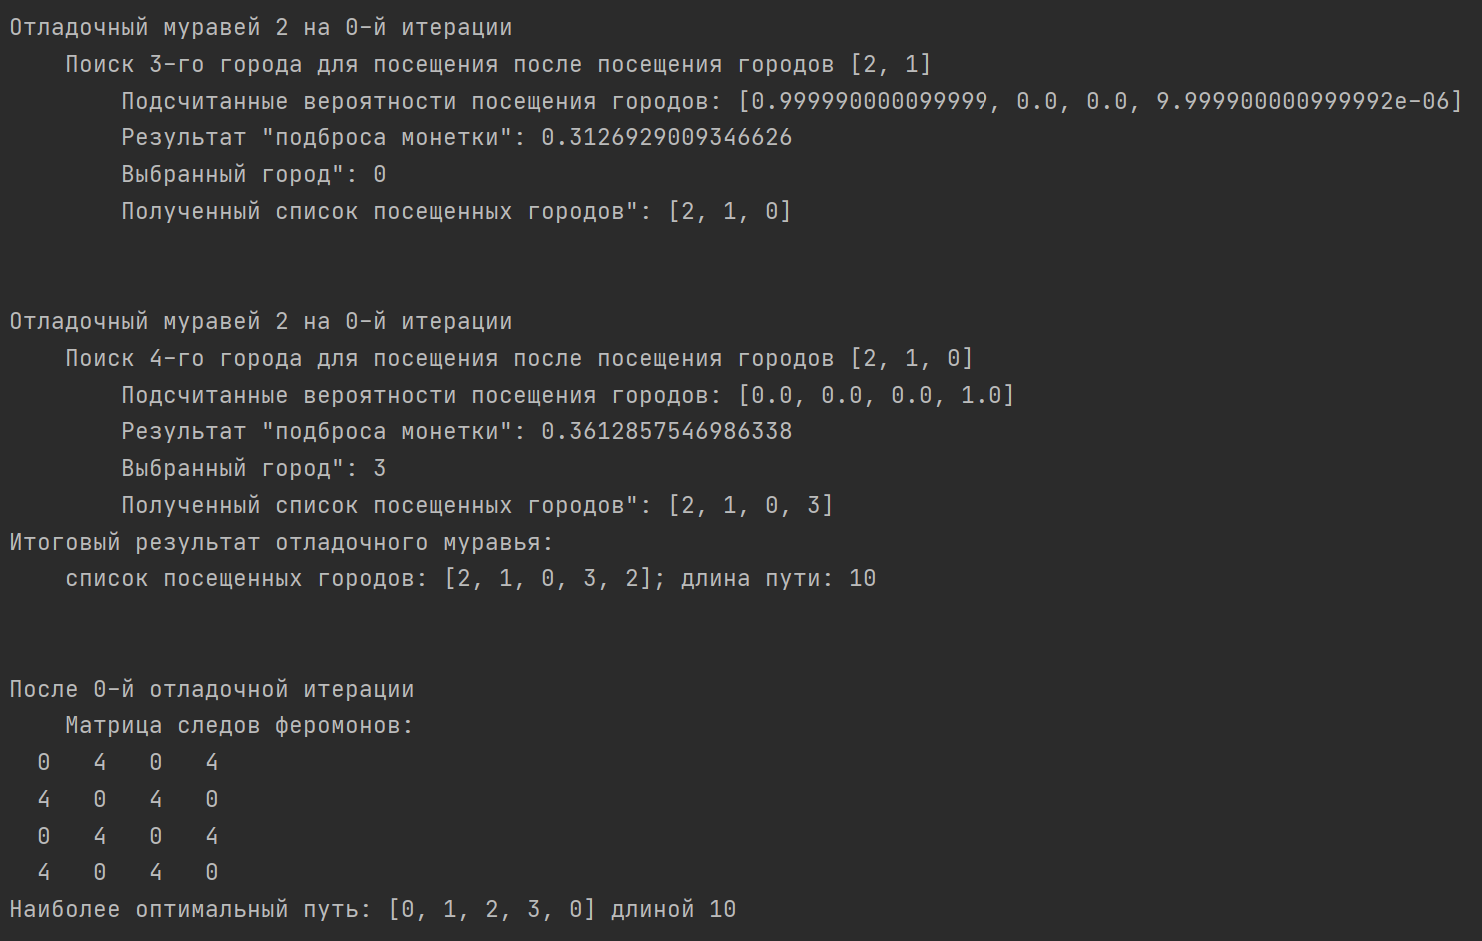 Отладочный муравей 2 на 0-й итерации
    Поиск 3-го города для посещения после посещения городов [2, 1]
        Подсчитанные вероятности посещения городов: [0.999990000099999, 0.0, 0.0, 9.999900000999992e-06]
        Результат "подброса монетки": 0.3126929009346626
        Выбранный город": 0
        Полученный список посещенных городов": [2, 1, 0]
Отладочный муравей 2 на 0-й итерации
    Поиск 4-го города для посещения после посещения городов [2, 1, 0]
        Подсчитанные вероятности посещения городов: [0.0, 0.0, 0.0, 1.0]
        Результат "подброса монетки": 0.3612857546986338
        Выбранный город": 3
        Полученный список посещенных городов": [2, 1, 0, 3]
Итоговый результат отладочного муравья:
    список посещенных городов: [2, 1, 0, 3, 2]; длина пути: 10
После 0-й отладочной итерации
    Матрица следов феромонов:
  0   4   0   4
  4   0   4   0
  0   4   0   4
  4   0   4   0
Наиболее оптимальный путь: [0, 1, 2, 3, 0] длиной 10